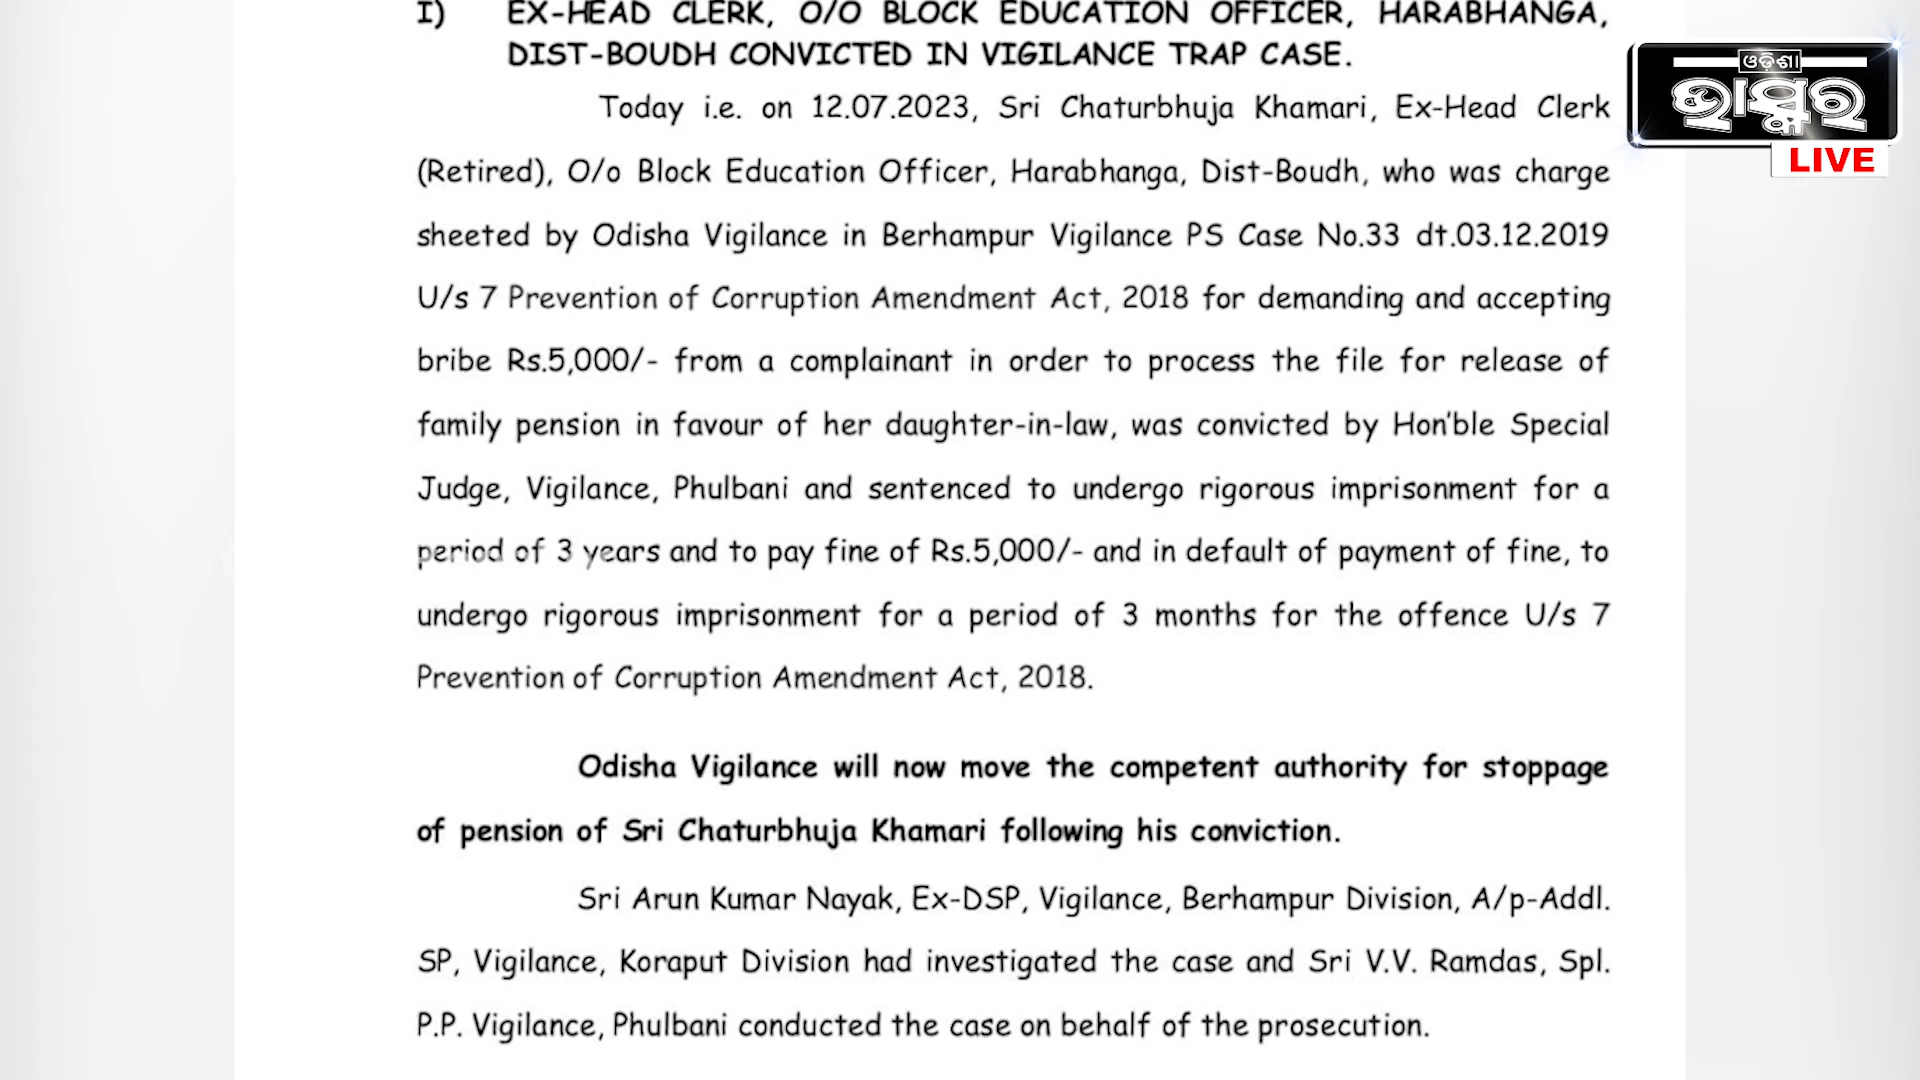 I) EX-HEAD CLERK, O/O BLOCK EDUCATION OFFICER, HARABHANGA,
DIST-BOUDH CONVICTED IN VIGILANCE TRAP CASE.
ଓଡ଼ିଶା
ଭାସ୍କର
LIVE
Today i.e. on 12.07.2023, Sri Chaturbhuja Khamari, Ex-Head Clerk
(Retired), O/o Block Education Officer, Harabhanga, Dist-Boudh, who was charge
sheeted by Odisha Vigilance in Berhampur Vigilance PS Case No.33 dt.03.12.2019
U/s 7 Prevention of Corruption Amendment Act, 2018 for demanding and accepting
bribe Rs.5,000/- from a complainant in order to process the file for release of
family pension in favour of her daughter-in-law, was convicted by Hon'ble Special
Judge, Vigilance, Phulbani and sentenced to undergo rigorous imprisonment for a
period of 3 years and to pay fine of Rs.5,000/- and in default of payment of fine, to
undergo rigorous imprisonment for a period of 3 months for the offence U/s 7
Prevention of Corruption Amendment Act, 2018.
Odisha Vigilance will now move the competent authority for stoppage
of pension of Sri Chaturbhuja Khamari following his conviction.
Sri Arun Kumar Nayak, Ex-DSP, Vigilance, Berhampur Division, A/p-Addl.
SP, Vigilance, Koraput Division had investigated the case and Sri V.V. Ramdas, Spl.
P.P. Vigilance, Phulbani conducted the case on behalf of the prosecution.